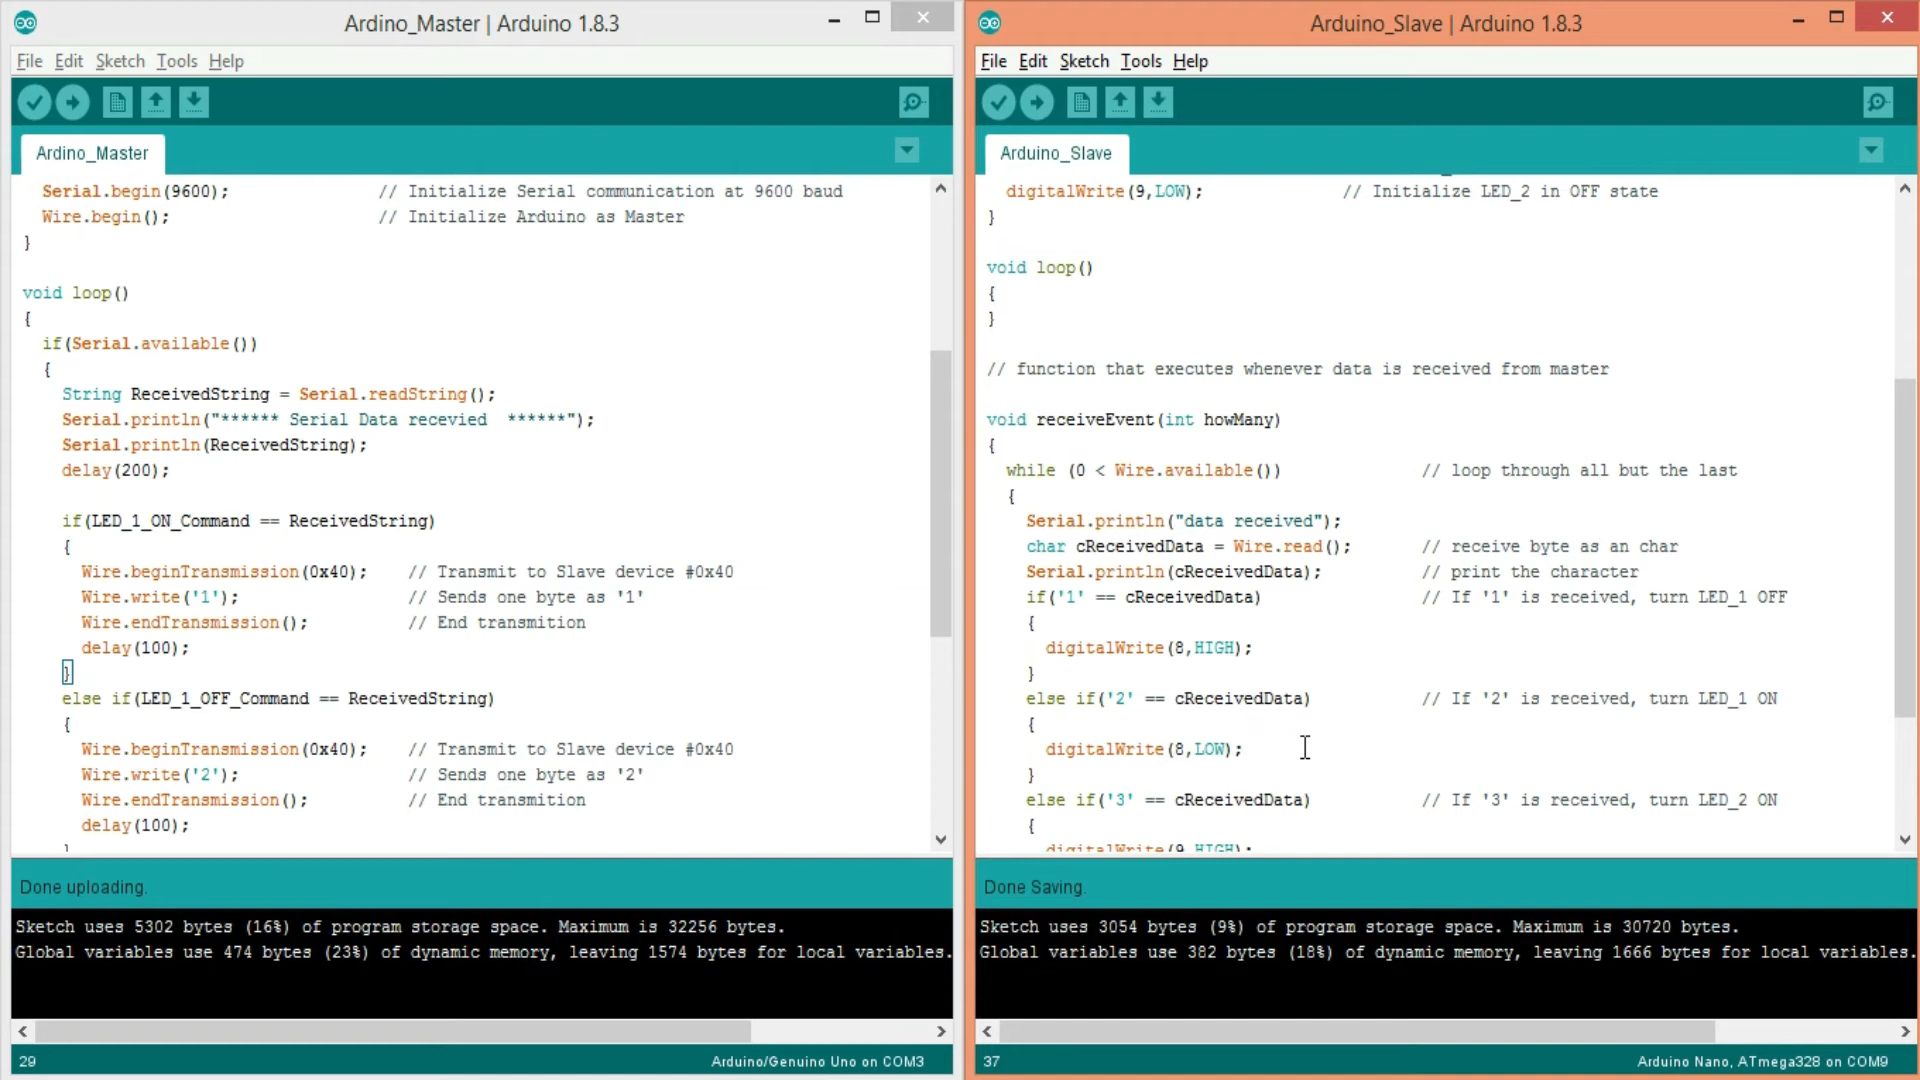 Ardino_Master | Arduino 1.8.3
File Edit Sketch Tools Help
Ardino_Master
Serial.begin(9600); // Initialize Serial communication at 9600 baud
Wire.begin(); // Initialize Arduino as Master
}
void loop()
{
if(Serial.available())
{
String ReceivedString = Serial.readString();
Serial.println("****** Serial Data recevied ******");
Serial.println(ReceivedString);
delay(200);
if(LED_1_ON_Command == ReceivedString)
{
Wire.beginTransmission(0x40); // Transmit to Slave device #0x40
Wire.write('1'); // Sends one byte as '1'
Wire.endTransmission(); // End transmition
delay(100);
}
else if(LED_1_OFF_Command == ReceivedString)
{
Wire.beginTransmission(0x40); // Transmit to Slave device #0x40
Wire.write('2'); // Sends one byte as '2'
Wire.endTransmission(); // End transmition
delay(100);
}
Done uploading.
Sketch uses 5302 bytes (16%) of program storage space. Maximum is 32256 bytes.
Global variables use 474 bytes (23%) of dynamic memory, leaving 1574 bytes for local variables.
29 Arduino/Genuino Uno on COM3
Arduino_Slave | Arduino 1.8.3
File Edit Sketch Tools Help
Arduino_Slave
digitalWrite(9,LOW); // Initialize LED_2 in OFF state
}
void loop()
{
}
// function that executes whenever data is received from master
void receiveEvent(int howMany)
{
while (0 < Wire.available()) // loop through all but the last
{
Serial.println("data received");
char cReceivedData = Wire.read(); // receive byte as an char
Serial.println(cReceivedData); // print the character
if('1' == cReceivedData) // If '1' is received, turn LED_1 OFF
{
digitalWrite(8,HIGH);
}
else if('2' == cReceivedData) // If '2' is received, turn LED_1 ON
{
digitalWrite(8,LOW);
}
else if('3' == cReceivedData) // If '3' is received, turn LED_2 ON
{
digitalWrite(9,HIGH);
Done Saving.
Sketch uses 3054 bytes (9%) of program storage space. Maximum is 30720 bytes.
Global variables use 382 bytes (18%) of dynamic memory, leaving 1666 bytes for local variables.
37 Arduino Nano, ATmega328 on COM9